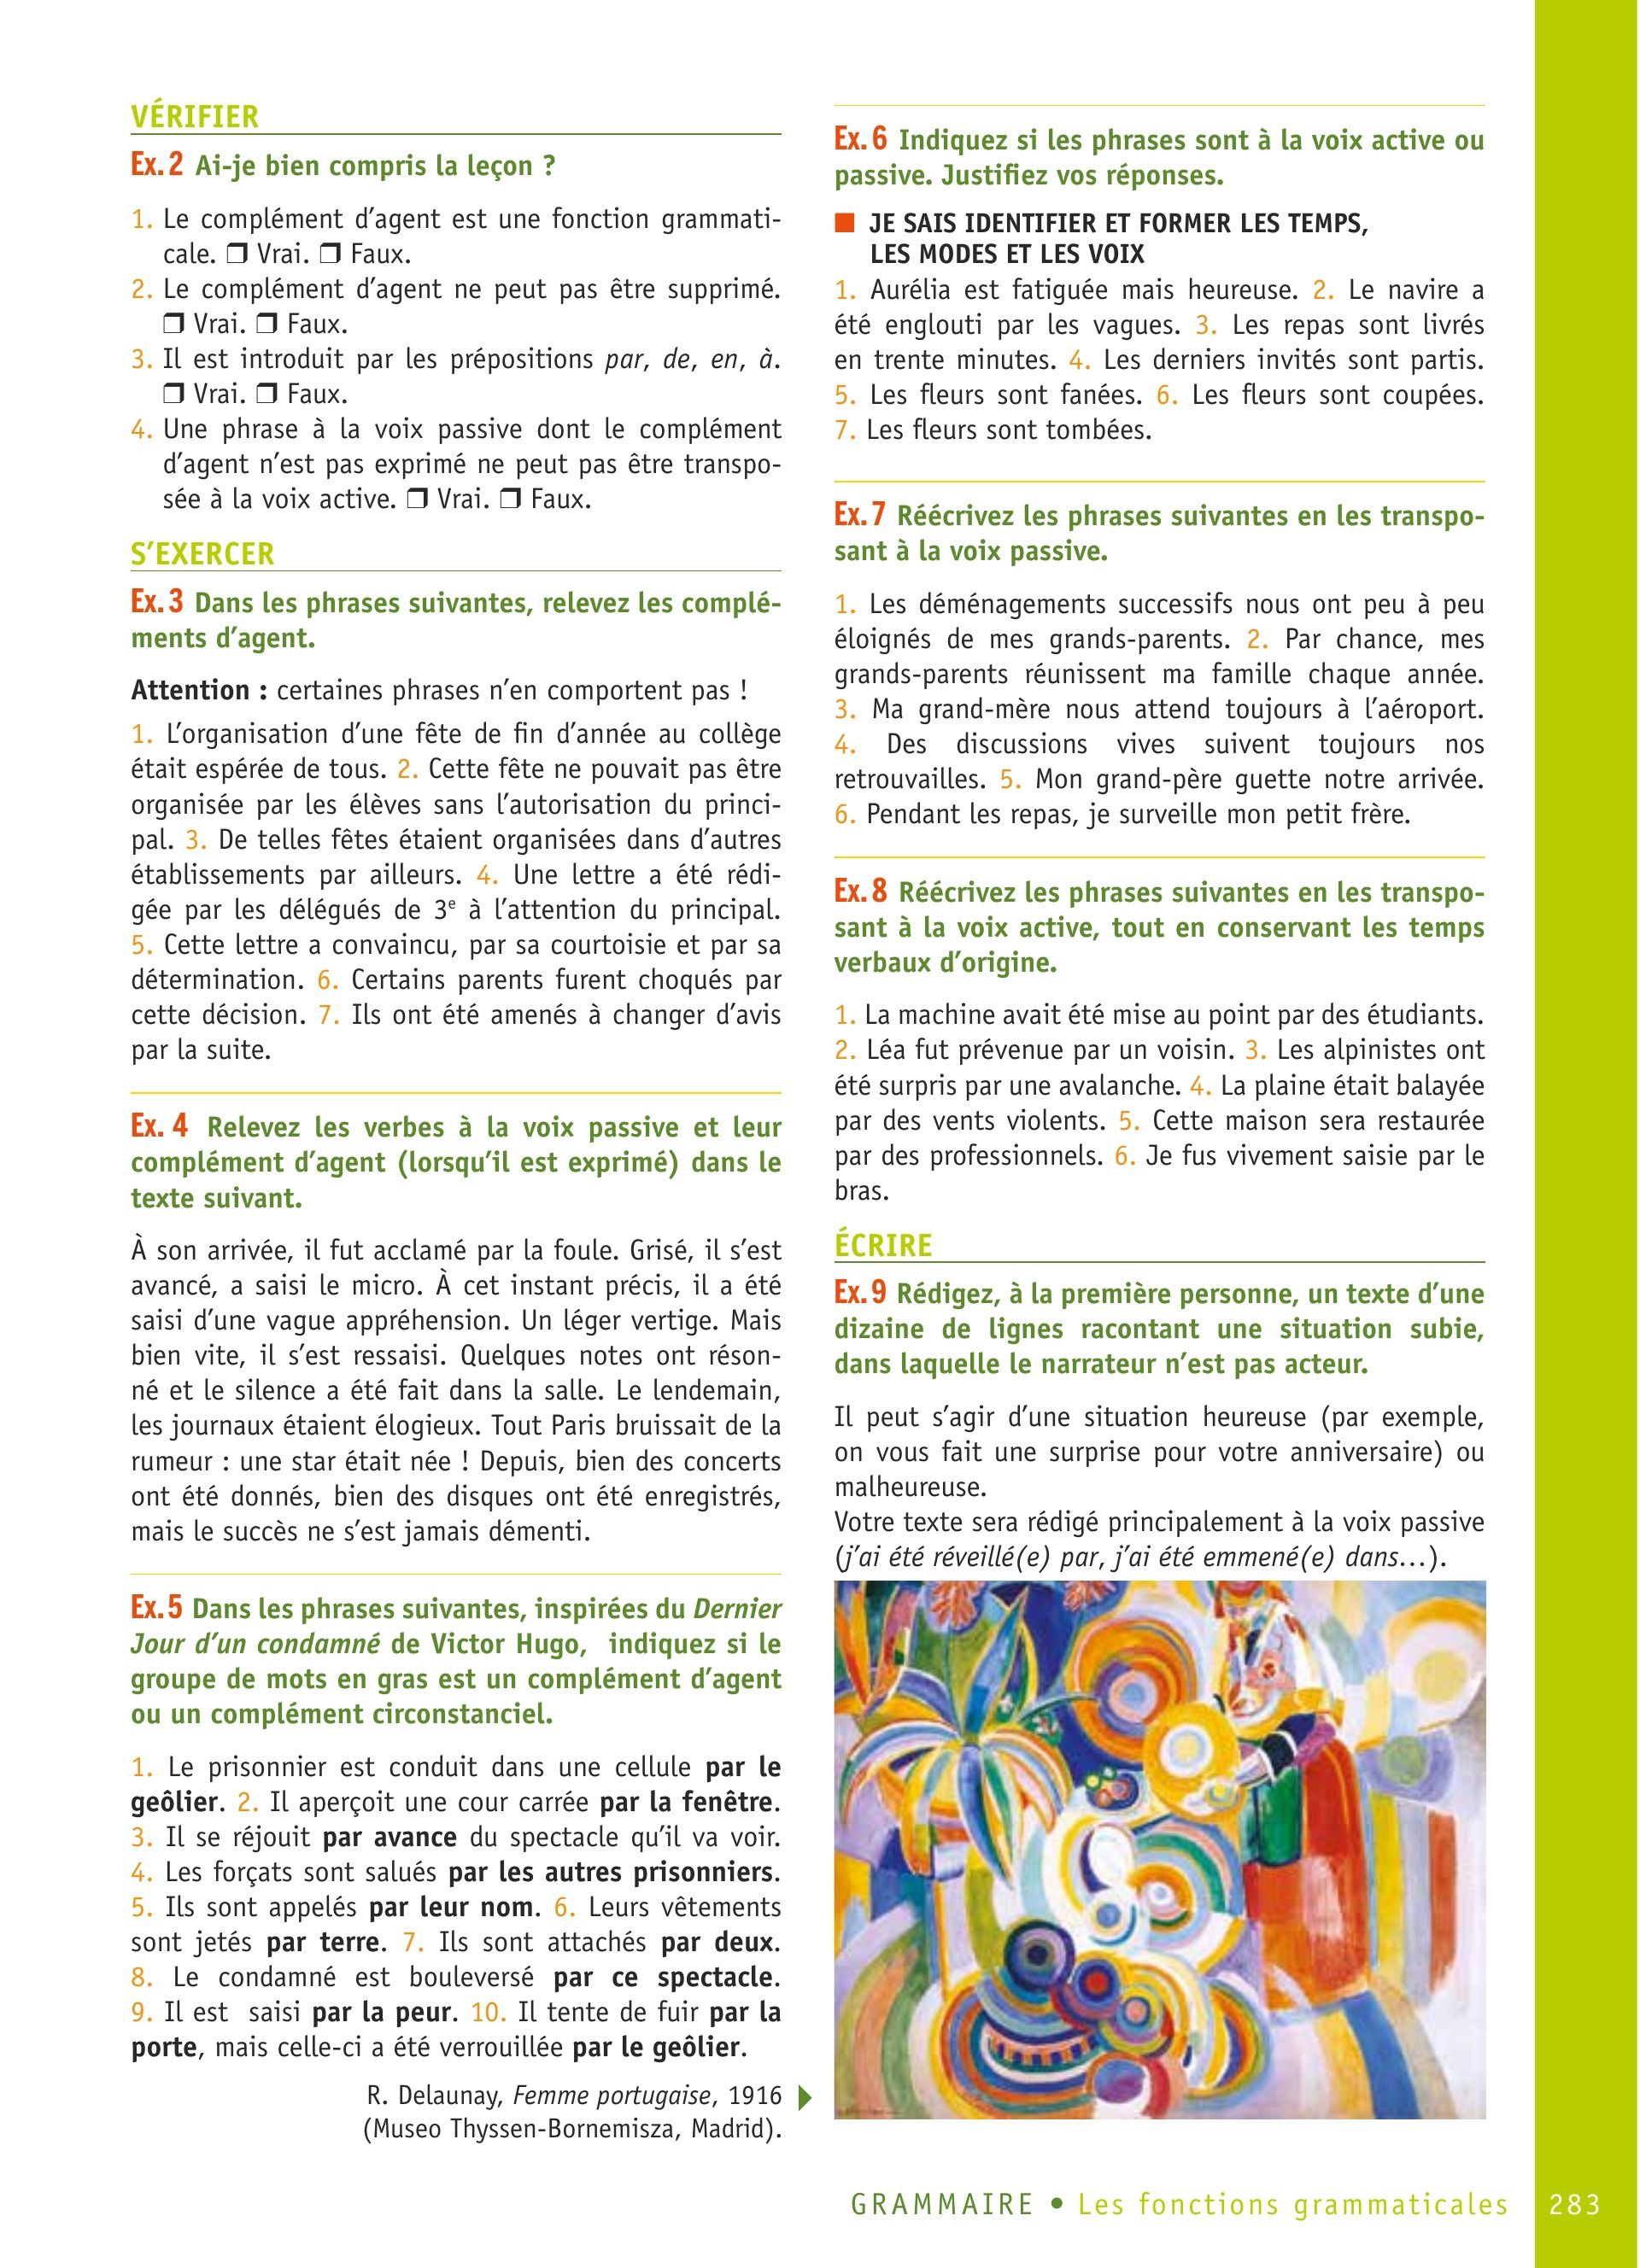 VÉRIFIER
Ex. 2 Ai-je bien compris la leçon ?
1. Le complément d’agent est une fonction grammati-
cale. ❒ Vrai. ❒ Faux.
2. Le complément d’agent ne peut pas être supprimé.
❒ Vrai. ❒ Faux.
3. Il est introduit par les prépositions par, de, en, à.
❒ Vrai. ❒ Faux.
4. Une phrase à la voix passive dont le complément
d’agent n’est pas exprimé ne peut pas être transpo-
sée à la voix active. ❒ Vrai. ❒ Faux.
S’EXERCER
Ex. 3 Dans les phrases suivantes, relevez les complé-
ments d’agent.
Attention : certaines phrases n’en comportent pas !
1. L’organisation d’une fête de fin d’année au collège
était espérée de tous. 2. Cette fête ne pouvait pas être
organisée par les élèves sans l’autorisation du princi-
pal. 3. De telles fêtes étaient organisées dans d’autres
établissements par ailleurs. 4. Une lettre a été rédi-
gée par les délégués de 3e à l’attention du principal.
5. Cette lettre a convaincu, par sa courtoisie et par sa
détermination. 6. Certains parents furent choqués par
cette décision. 7. Ils ont été amenés à changer d’avis
par la suite.
Ex. 4 Relevez les verbes à la voix passive et leur
complément d’agent (lorsqu’il est exprimé) dans le
texte suivant.
À son arrivée, il fut acclamé par la foule. Grisé, il s’est
avancé, a saisi le micro. À cet instant précis, il a été
saisi d’une vague appréhension. Un léger vertige. Mais
bien vite, il s’est ressaisi. Quelques notes ont réson-
né et le silence a été fait dans la salle. Le lendemain,
les journaux étaient élogieux. Tout Paris bruissait de la
rumeur : une star était née ! Depuis, bien des concerts
ont été donnés, bien des disques ont été enregistrés,
mais le succès ne s’est jamais démenti.
Ex. 5 Dans les phrases suivantes, inspirées du Dernier
Jour d’un condamné de Victor Hugo, indiquez si le
groupe de mots en gras est un complément d’agent
ou un complément circonstanciel.
1. Le prisonnier est conduit dans une cellule par le
geôlier. 2. Il aperçoit une cour carrée par la fenêtre.
3. Il se réjouit par avance du spectacle qu’il va voir.
4. Les forçats sont salués par les autres prisonniers.
5. Ils sont appelés par leur nom. 6. Leurs vêtements
sont jetés par terre. 7. Ils sont attachés par deux.
8. Le condamné est bouleversé par ce spectacle.
9. Il est saisi par la peur. 10. Il tente de fuir par la
porte, mais celle-ci a été verrouillée par le geôlier.
R. Delaunay, Femme portugaise, 1916
(Museo Thyssen-Bornemisza, Madrid).
Ex. 6 Indiquez si les phrases sont à la voix active ou
passive. Justifiez vos réponses.
■ JE SAIS IDENTIFIER ET FORMER LES TEMPS,
LES MODES ET LES VOIX
1. Aurélia est fatiguée mais heureuse. 2. Le navire a
été englouti par les vagues. 3. Les repas sont livrés
en trente minutes. 4. Les derniers invités sont partis.
5. Les fleurs sont fanées. 6. Les fleurs sont coupées.
7. Les fleurs sont tombées.
Ex. 7 Réécrivez les phrases suivantes en les transpo-
sant à la voix passive.
1. Les déménagements successifs nous ont peu à peu
éloignés de mes grands-parents. 2. Par chance, mes
grands-parents réunissent ma famille chaque année.
3. Ma grand-mère nous attend toujours à l’aéroport.
4. Des discussions vives suivent toujours nos
retrouvailles. 5. Mon grand-père guette notre arrivée.
6. Pendant les repas, je surveille mon petit frère.
Ex. 8 Réécrivez les phrases suivantes en les transpo-
sant à la voix active, tout en conservant les temps
verbaux d’origine.
1. La machine avait été mise au point par des étudiants.
2. Léa fut prévenue par un voisin. 3. Les alpinistes ont
été surpris par une avalanche. 4. La plaine était balayée
par des vents violents. 5. Cette maison sera restaurée
par des professionnels. 6. Je fus vivement saisie par le
bras.
ÉCRIRE
Ex. 9 Rédigez, à la première personne, un texte d’une
dizaine de lignes racontant une situation subie,
dans laquelle le narrateur n’est pas acteur.
Il peut s’agir d’une situation heureuse (par exemple,
on vous fait une surprise pour votre anniversaire) ou
malheureuse.
Votre texte sera rédigé principalement à la voix passive
(j’ai été réveillé(e) par, j’ai été emmené(e) dans…).
GRAMMAIRE • Les fonctions grammaticales 283